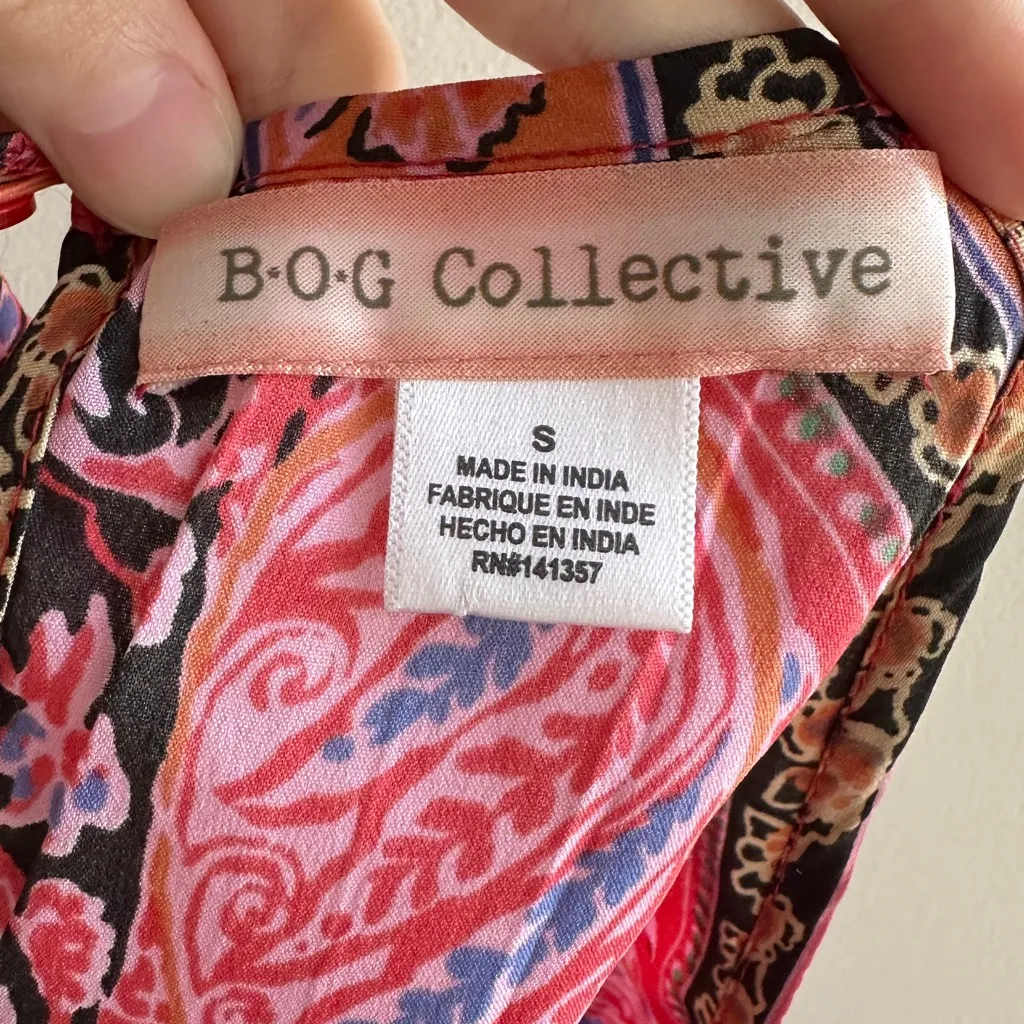 B·O·G Collective
S
MADE IN INDIA
FABRIQUE EN INDE
HECHO EN INDIA
RN#141357